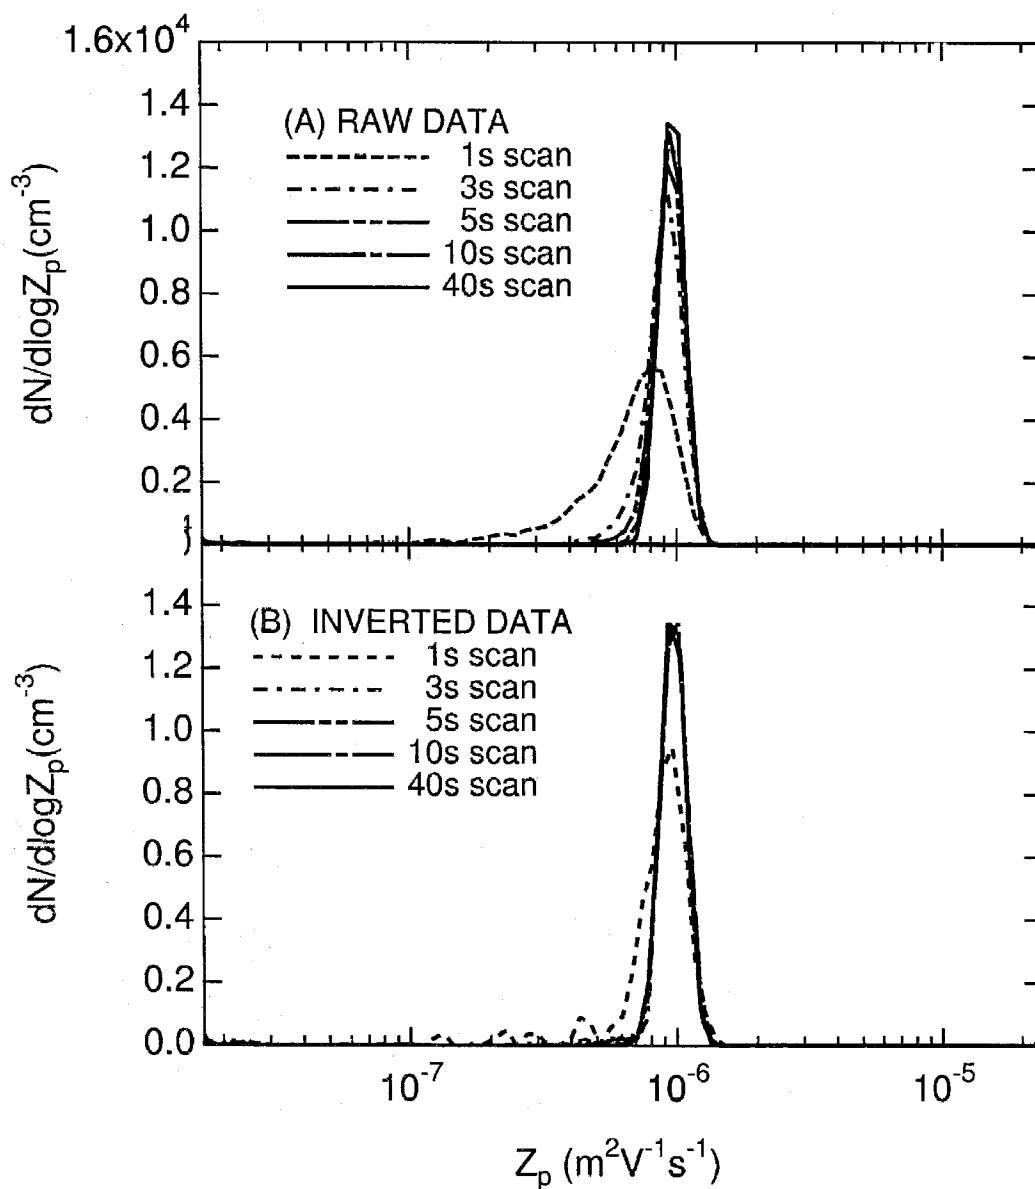 1.6x10⁴
1.4
1.2
1.0
0.8
0.6
0.4
0.2
dN/dlogZp(cm⁻³)
(A) RAW DATA
1s scan
3s scan
5s scan
10s scan
40s scan
1.4
1.2
1.0
0.8
0.6
0.4
0.2
0.0
dN/dlogZp(cm⁻³)
(B) INVERTED DATA
1s scan
3s scan
5s scan
10s scan
40s scan
10⁻⁷ 10⁻⁶ 10⁻⁵
Zp (m²V⁻¹s⁻¹)